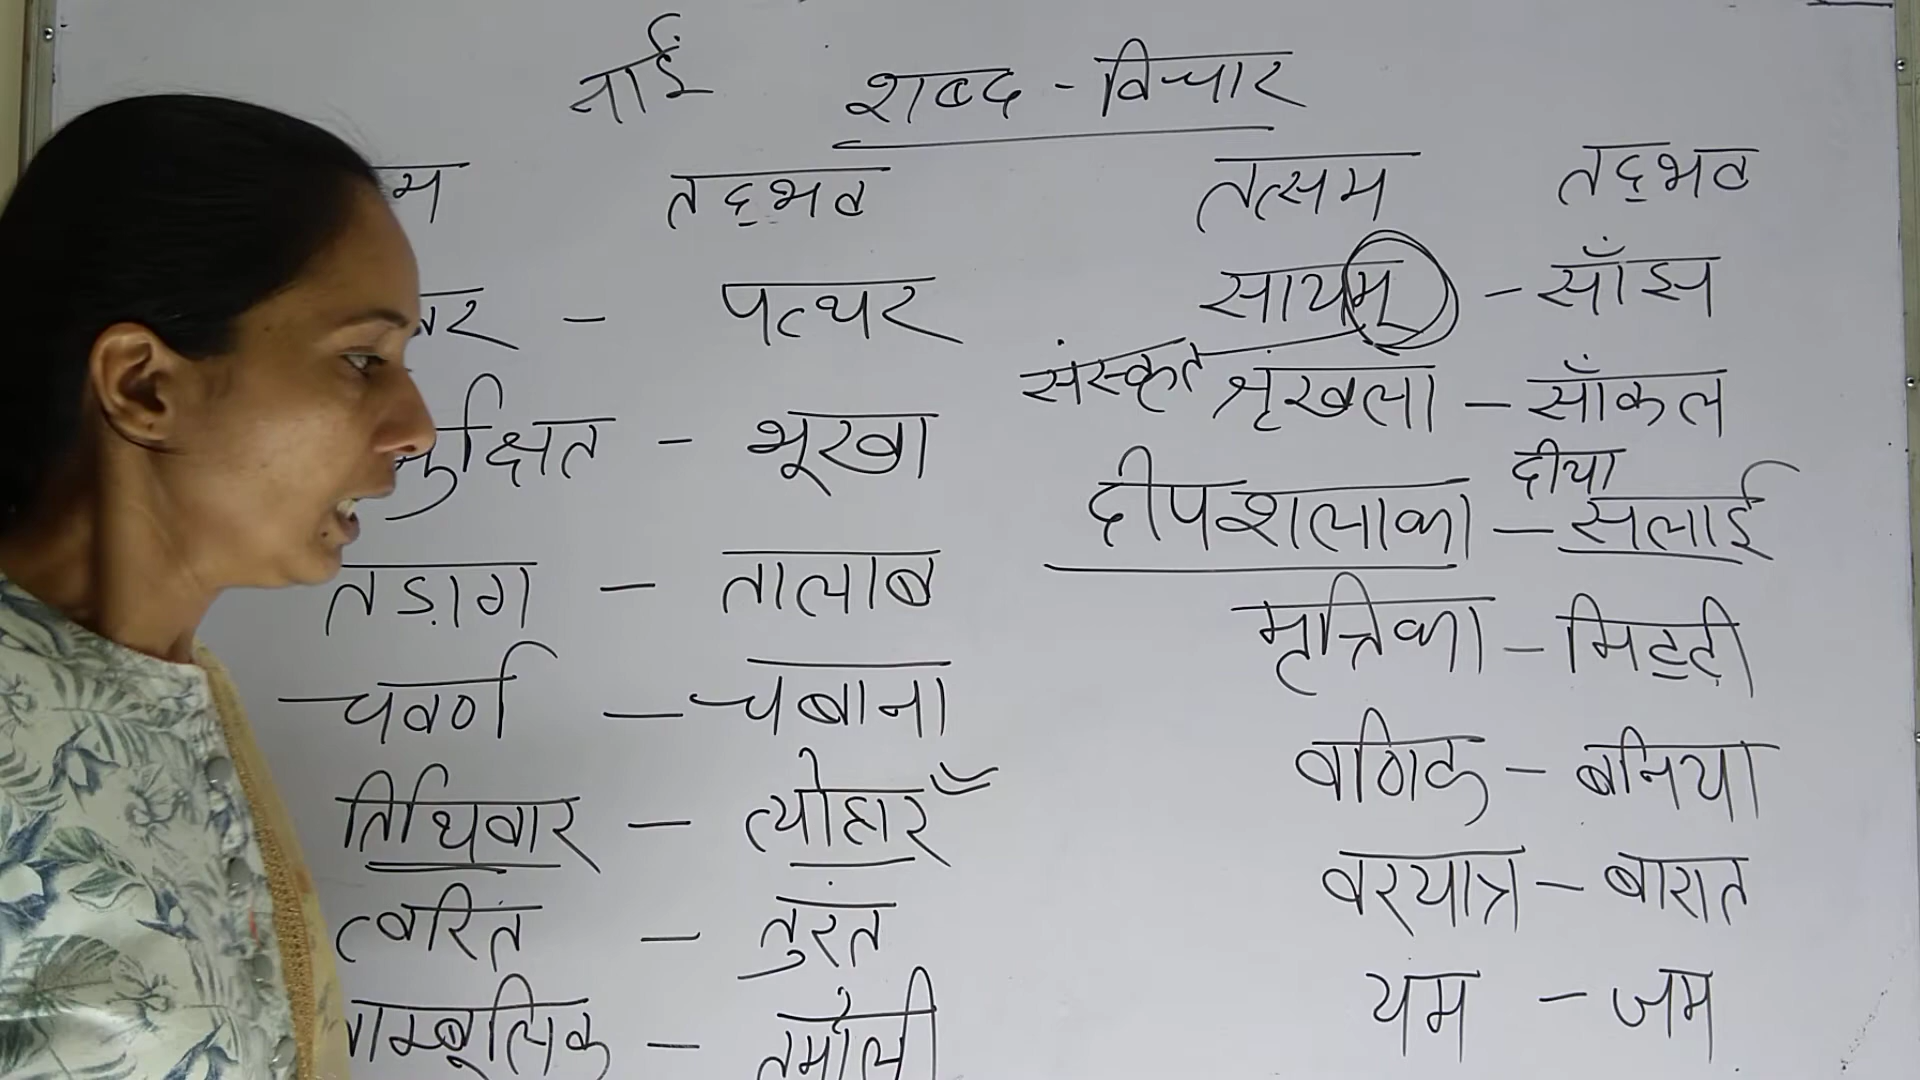 नाईं शब्द - विचार
तद्भव
पत्थर
क्षित - भूखा
तड़ाग - तालाब
चवर्ण - चबाना
तिथिवार - त्योहार
त्वरित - तुरंत
म्बूलिक - तमोली
तत्सम तद्भव
सायम् - साँझ
संस्कृत श्रृंखला - साँकल
दीपशलाका - दीया सलाई
मृत्तिका - मिट्टी
वणिक् - बनिया
वरयात्र - बारात
यम - जम